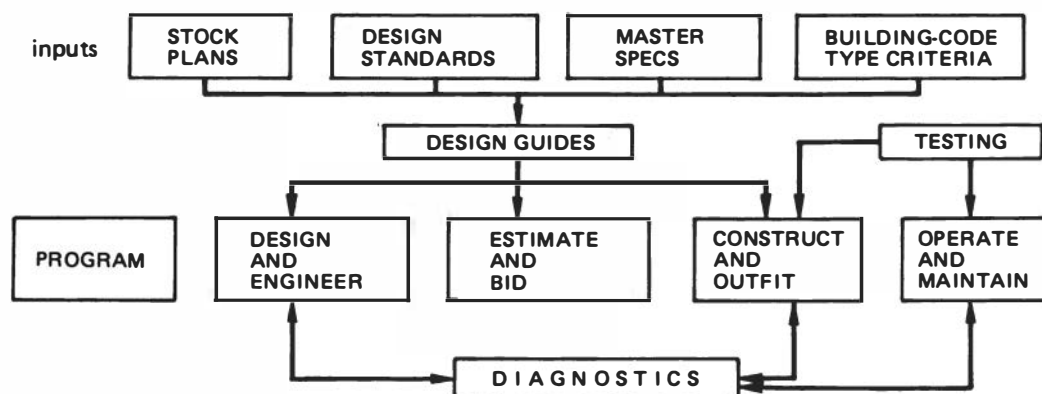 inputs
STOCK
PLANS
DESIGN
STANDARDS
MASTER
SPECS
BUILDING-CODE
TYPE CRITERIA
DESIGN GUIDES
TESTING
PROGRAM
DESIGN
AND
ENGINEER
ESTIMATE
AND
BID
CONSTRUCT
AND
OUTFIT
OPERATE
AND
MAINTAIN
DIAGNOSTICS